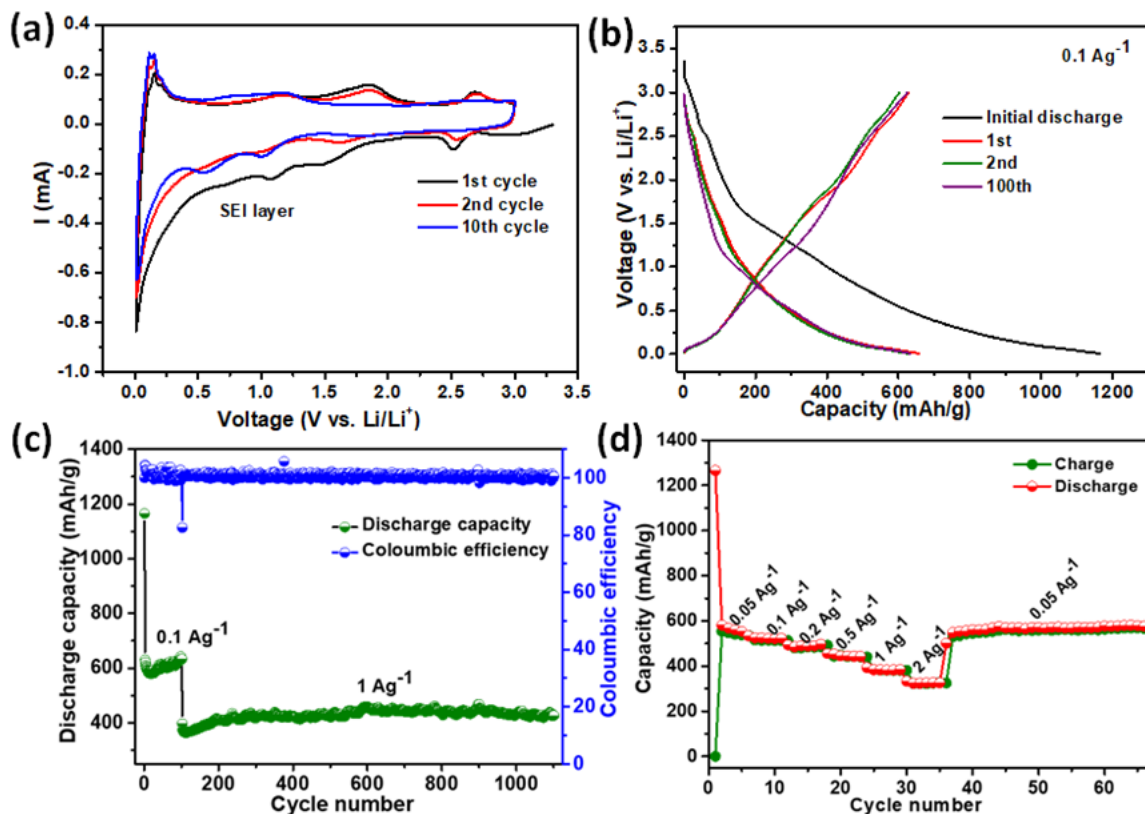 (a)
I (mA)
0.4
0.2
0.0
-0.2
-0.4
-0.6
-0.8
-1.0
SEI layer
1st cycle
2nd cycle
10th cycle
0.0 0.5 1.0 1.5 2.0 2.5 3.0 3.5
Voltage (V vs. Li/Li+)
(b)
0.1 Ag-1
Voltage (V vs. Li/Li+)
3.5
3.0
2.5
2.0
1.5
1.0
0.5
0.0
Initial discharge
1st
2nd
100th
0 200 400 600 800 1000 1200
Capacity (mAh/g)
(c)
Discharge capacity (mAh/g)
1400
1200
1000
800
600
400
Discharge capacity
Coloumbic efficiency
0.1 Ag-1
1 Ag-1
100
80
60
40
20
0
Coloumbic efficiency
0 200 400 600 800 1000
Cycle number
(d)
Capacity (mAh/g)
1400
1200
1000
800
600
400
200
0
Charge
Discharge
0.05 Ag-1
0.1 Ag-1
0.2 Ag-1
0.5 Ag-1
1 Ag-1
2 Ag-1
0.05 Ag-1
0 10 20 30 40 50 60
Cycle number